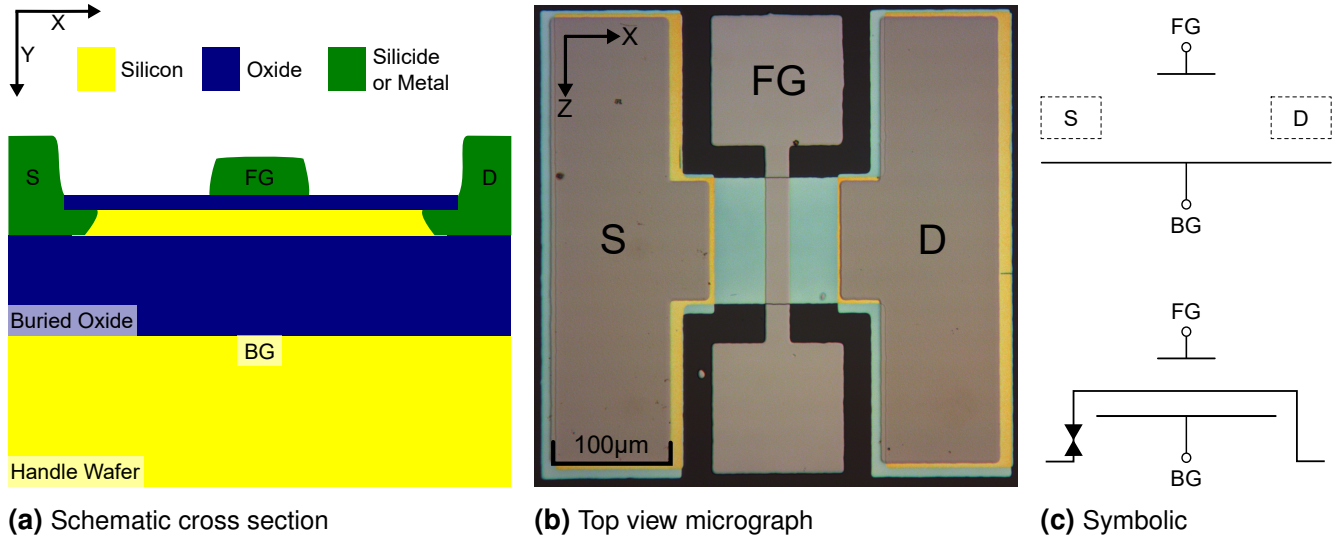 X
Y
Silicon
Oxide
Silicide
or Metal
S
FG
D
Buried Oxide
BG
Handle Wafer
(a) Schematic cross section
X
Z
FG
S
D
100µm
(b) Top view micrograph
FG
S
D
BG
FG
BG
(c) Symbolic